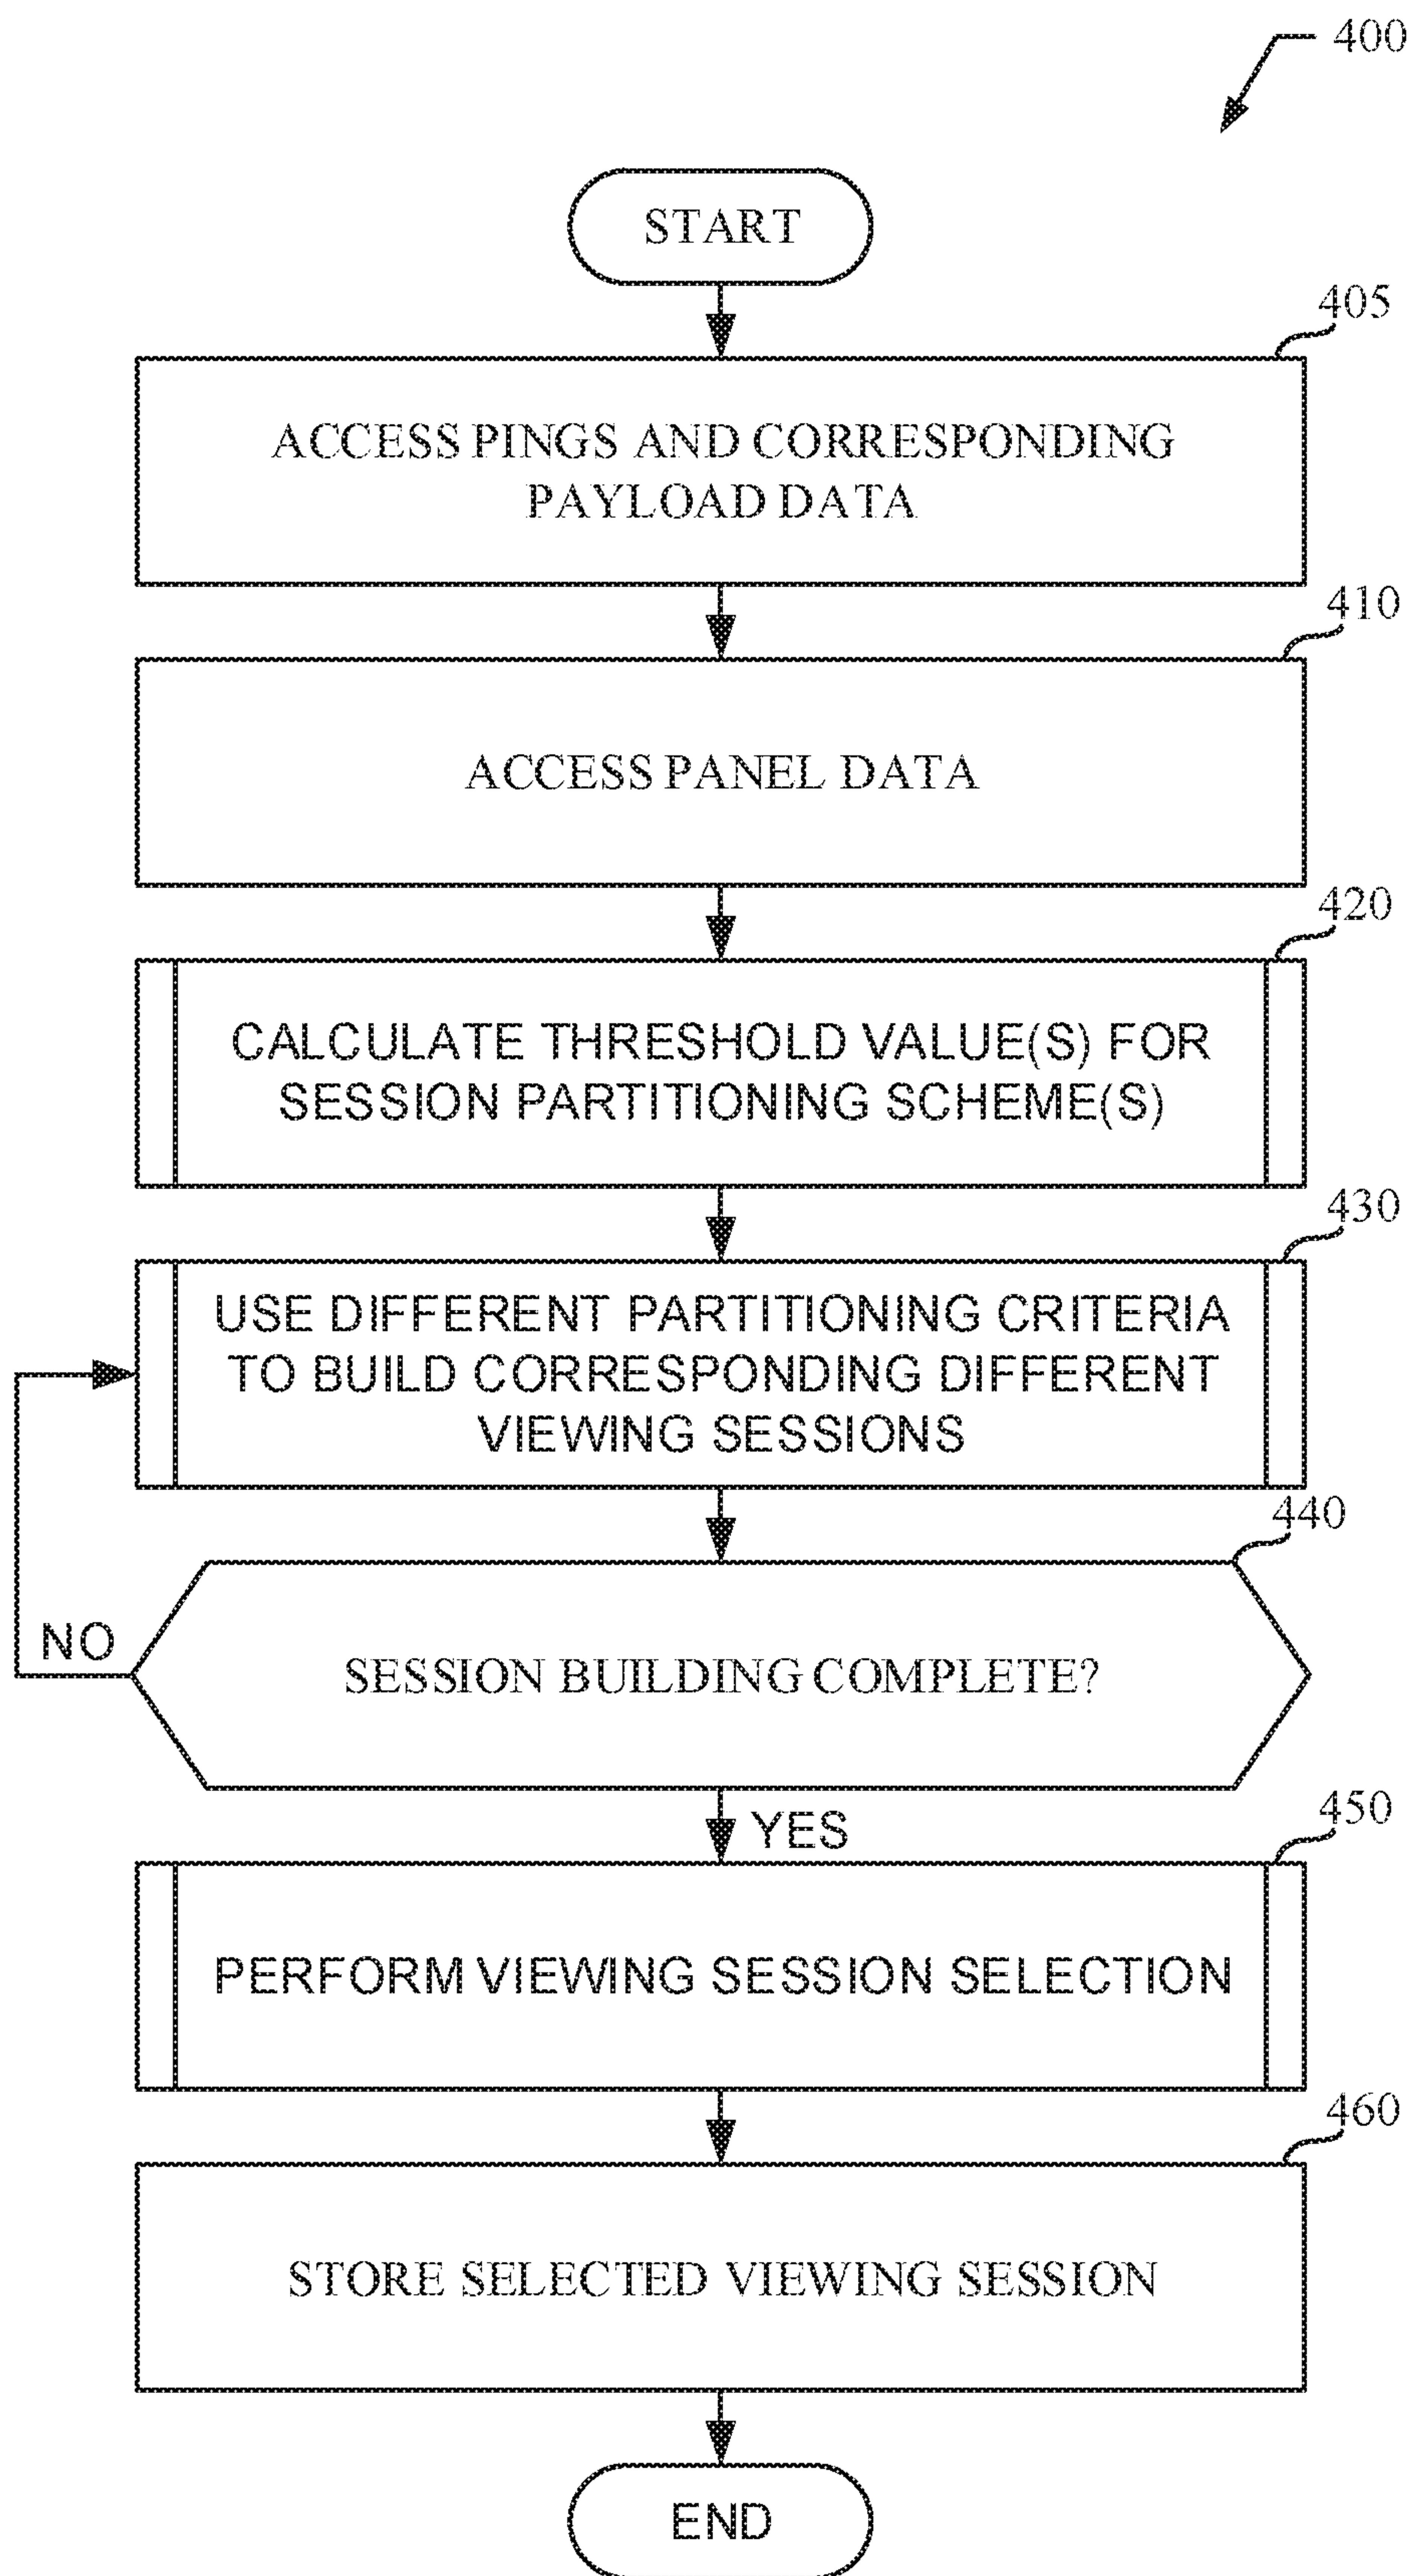 400
START
405
ACCESS PINGS AND CORRESPONDING
PAYLOAD DATA
410
ACCESS PANEL DATA
420
CALCULATE THRESHOLD VALUE(S) FOR
SESSION PARTITIONING SCHEME(S)
430
USE DIFFERENT PARTITIONING CRITERIA
TO BUILD CORRESPONDING DIFFERENT
VIEWING SESSIONS
440
NO
SESSION BUILDING COMPLETE?
YES
450
PERFORM VIEWING SESSION SELECTION
460
STORE SELECTED VIEWING SESSION
END